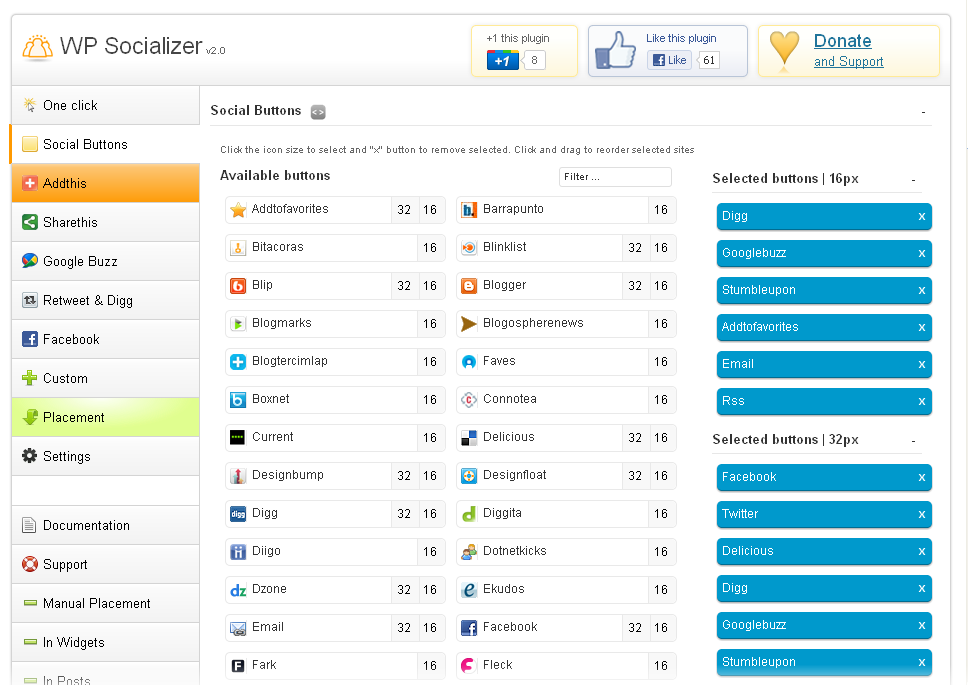 WP Socializer v2.0
+1 this plugin
+1 8
Like this plugin
Like 61
Donate
and Support
One click
Social Buttons
Addthis
Sharethis
Google Buzz
Retweet & Digg
Facebook
Custom
Placement
Settings
Documentation
Support
Manual Placement
In Widgets
In Posts
Social Buttons <> -
Click the icon size to select and "x" button to remove selected. Click and drag to reorder selected sites
Available buttons Filter ...
Addtofavorites 32 16 Barrapunto 16
Bitacoras 16 Blinklist 32 16
Blip 32 16 Blogger 32 16
Blogmarks 16 Blogospherenews 16
Blogtercimlap 16 Faves 16
Boxnet 16 Connotea 16
Current 16 Delicious 32 16
Designbump 32 16 Designfloat 32 16
Digg 32 16 Diggita 16
Diigo 16 Dotnetkicks 16
Dzone 32 16 Ekudos 16
Email 32 16 Facebook 32 16
Fark 16 Fleck 16
Selected buttons | 16px -
Digg x
Googlebuzz x
Stumbleupon x
Addtofavorites x
Email x
Rss x
Selected buttons | 32px -
Facebook x
Twitter x
Delicious x
Digg x
Googlebuzz x
Stumbleupon x